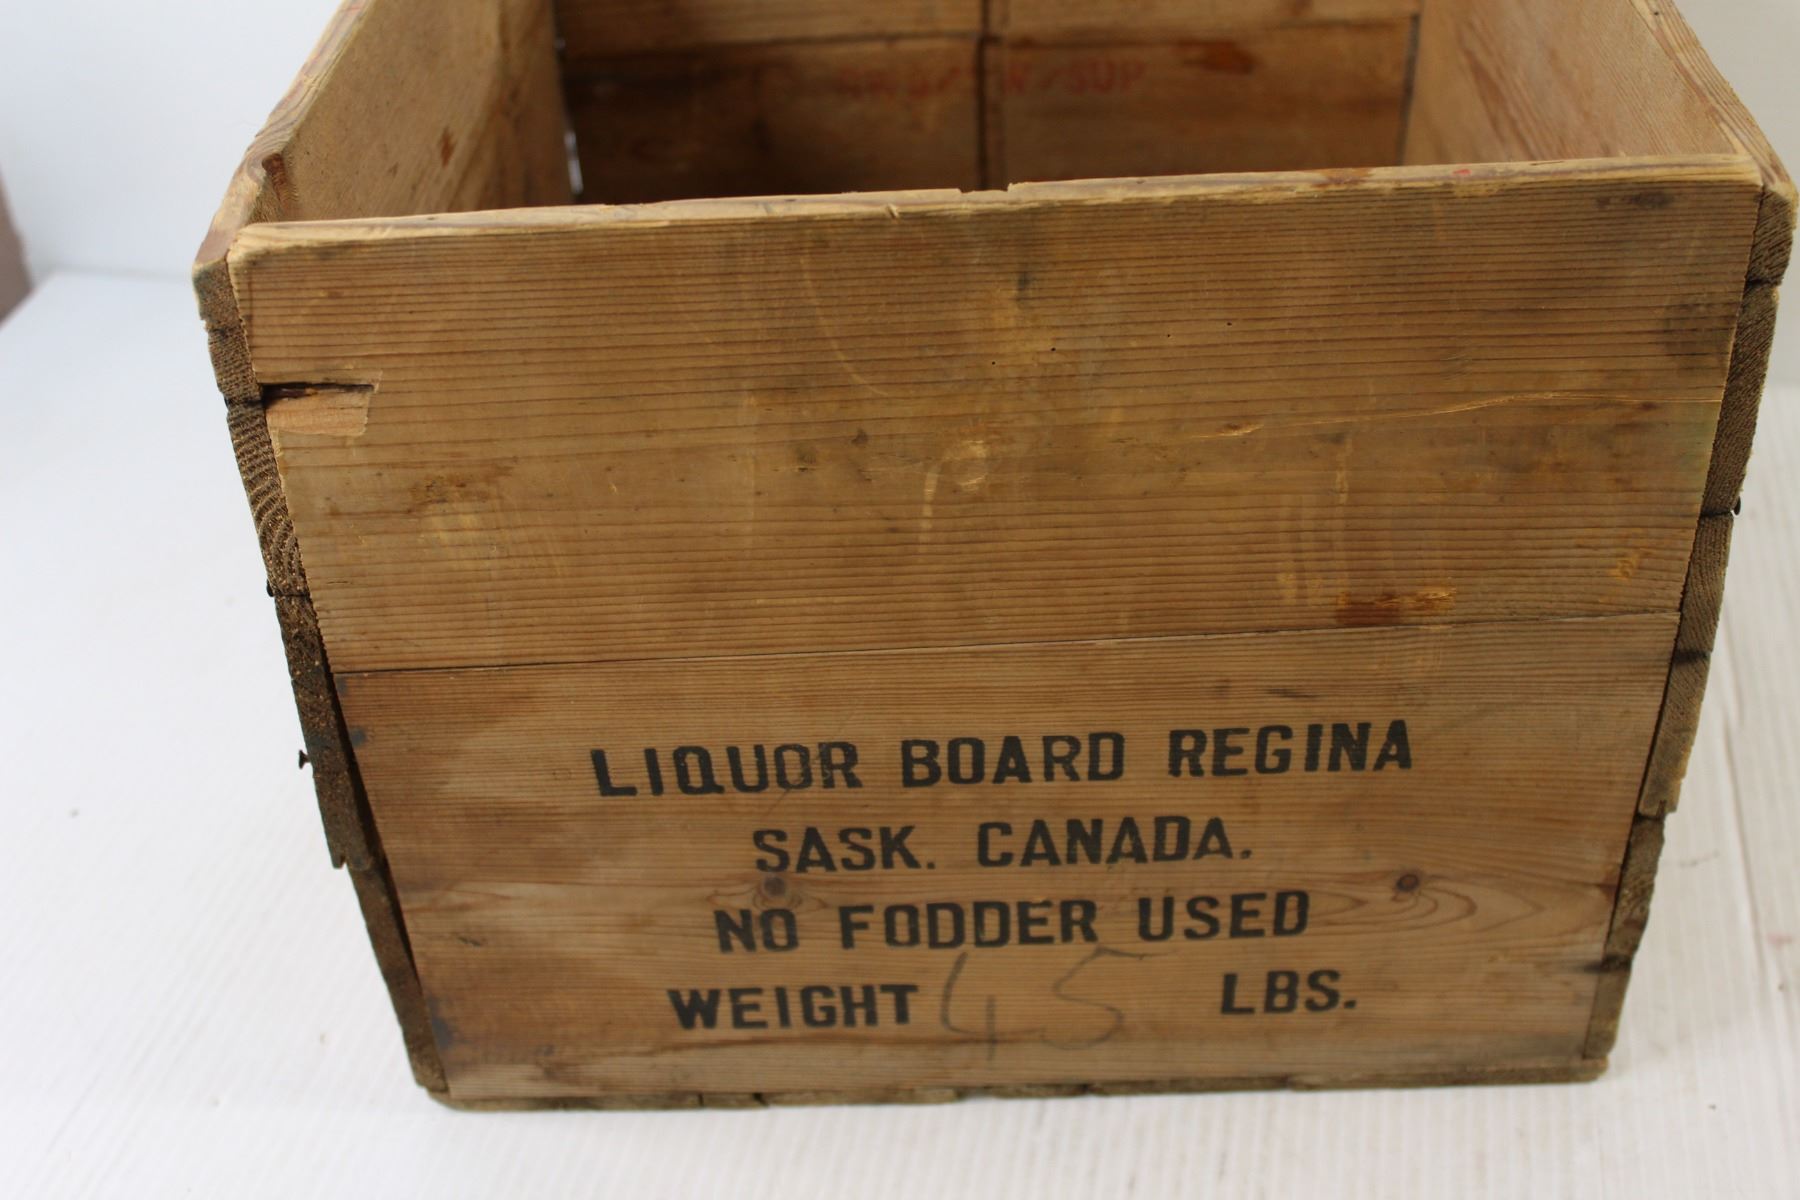 LIQUOR BOARD REGINA
SASK. CANADA.
NO FODDER USED
WEIGHT 45 LBS.